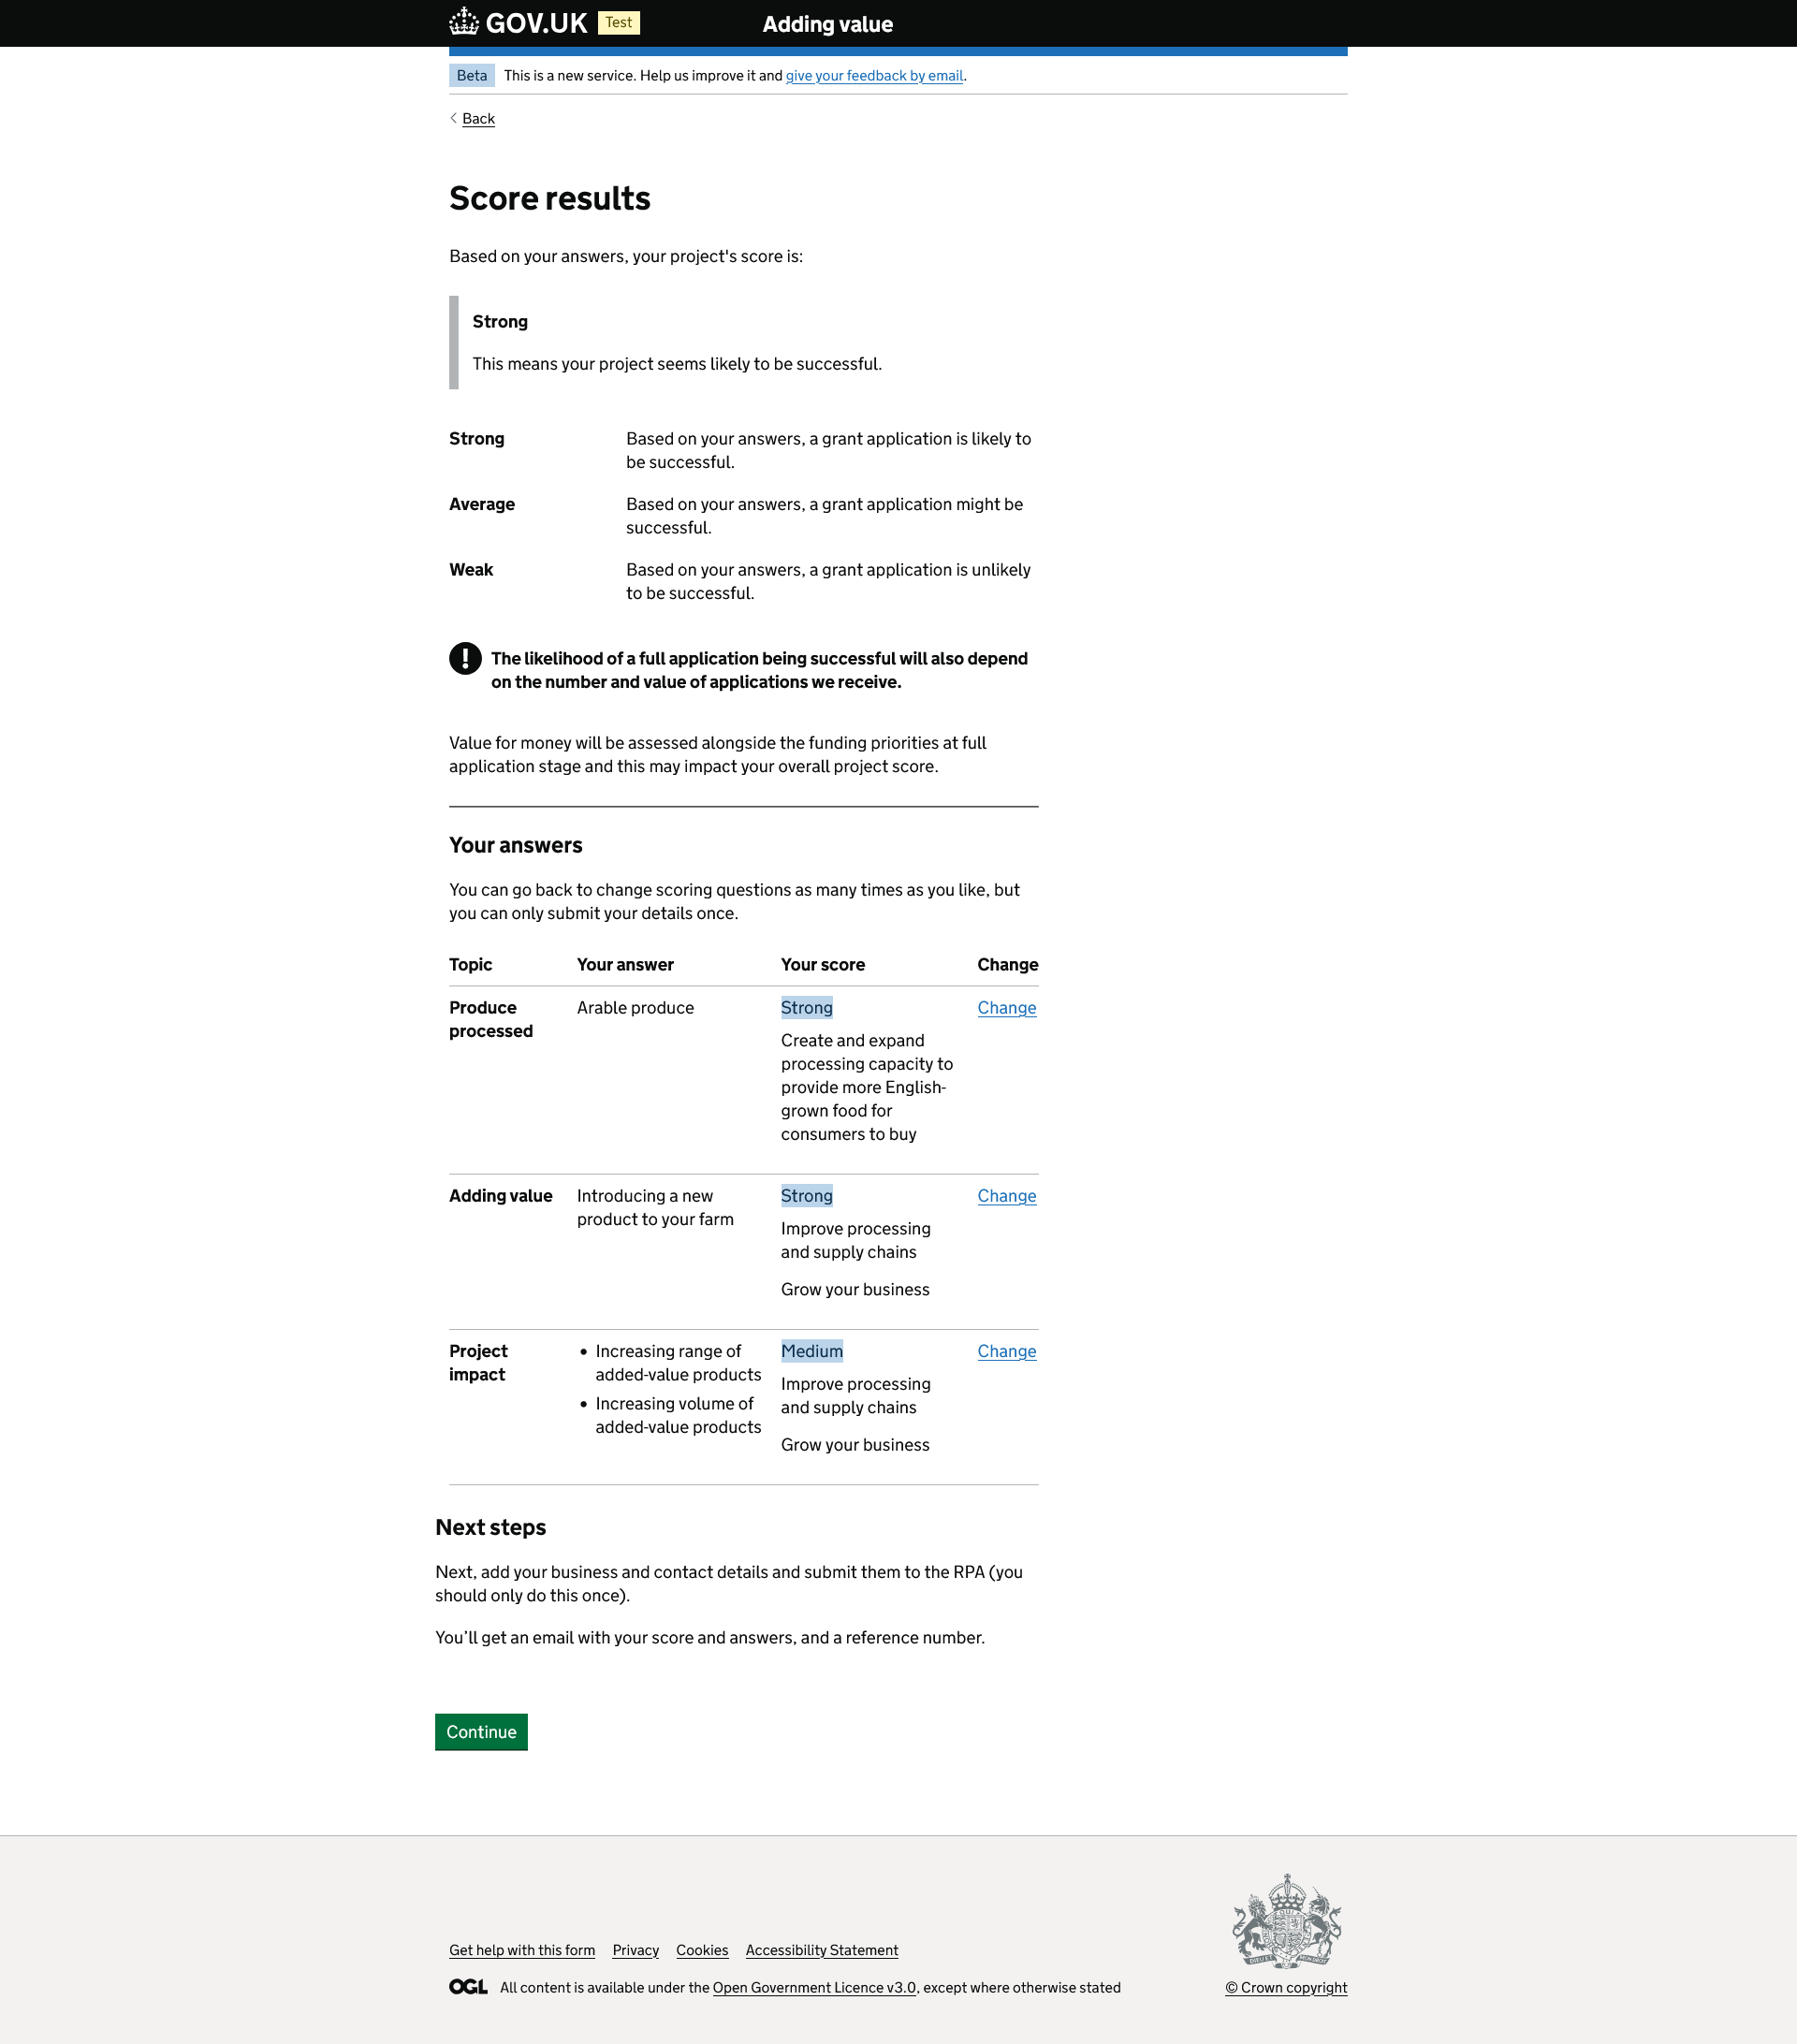 GOV.UK Test Adding value
Beta This is a new service. Help us improve it and give your feedback by email.
Back
Score results
Based on your answers, your project's score is:
Strong
This means your project seems likely to be successful.
Strong Based on your answers, a grant application is likely to
be successful.
Average Based on your answers, a grant application might be
successful.
Weak Based on your answers, a grant application is unlikely
to be successful.
! The likelihood of a full application being successful will also depend
on the number and value of applications we receive.
Value for money will be assessed alongside the funding priorities at full
application stage and this may impact your overall project score.
Your answers
You can go back to change scoring questions as many times as you like, but
you can only submit your details once.
Topic Your answer Your score Change
Produce
processed
Arable produce
Strong
Create and expand
processing capacity to
provide more English-
grown food for
consumers to buy
Change
Adding value
Introducing a new
product to your farm
Strong
Improve processing
and supply chains
Grow your business
Change
Project
impact
• Increasing range of
added-value products
• Increasing volume of
added-value products
Medium
Improve processing
and supply chains
Grow your business
Change
Next steps
Next, add your business and contact details and submit them to the RPA (you
should only do this once).
You’ll get an email with your score and answers, and a reference number.
Continue
Get help with this form Privacy Cookies Accessibility Statement
OGL All content is available under the Open Government Licence v3.0, except where otherwise stated
© Crown copyright